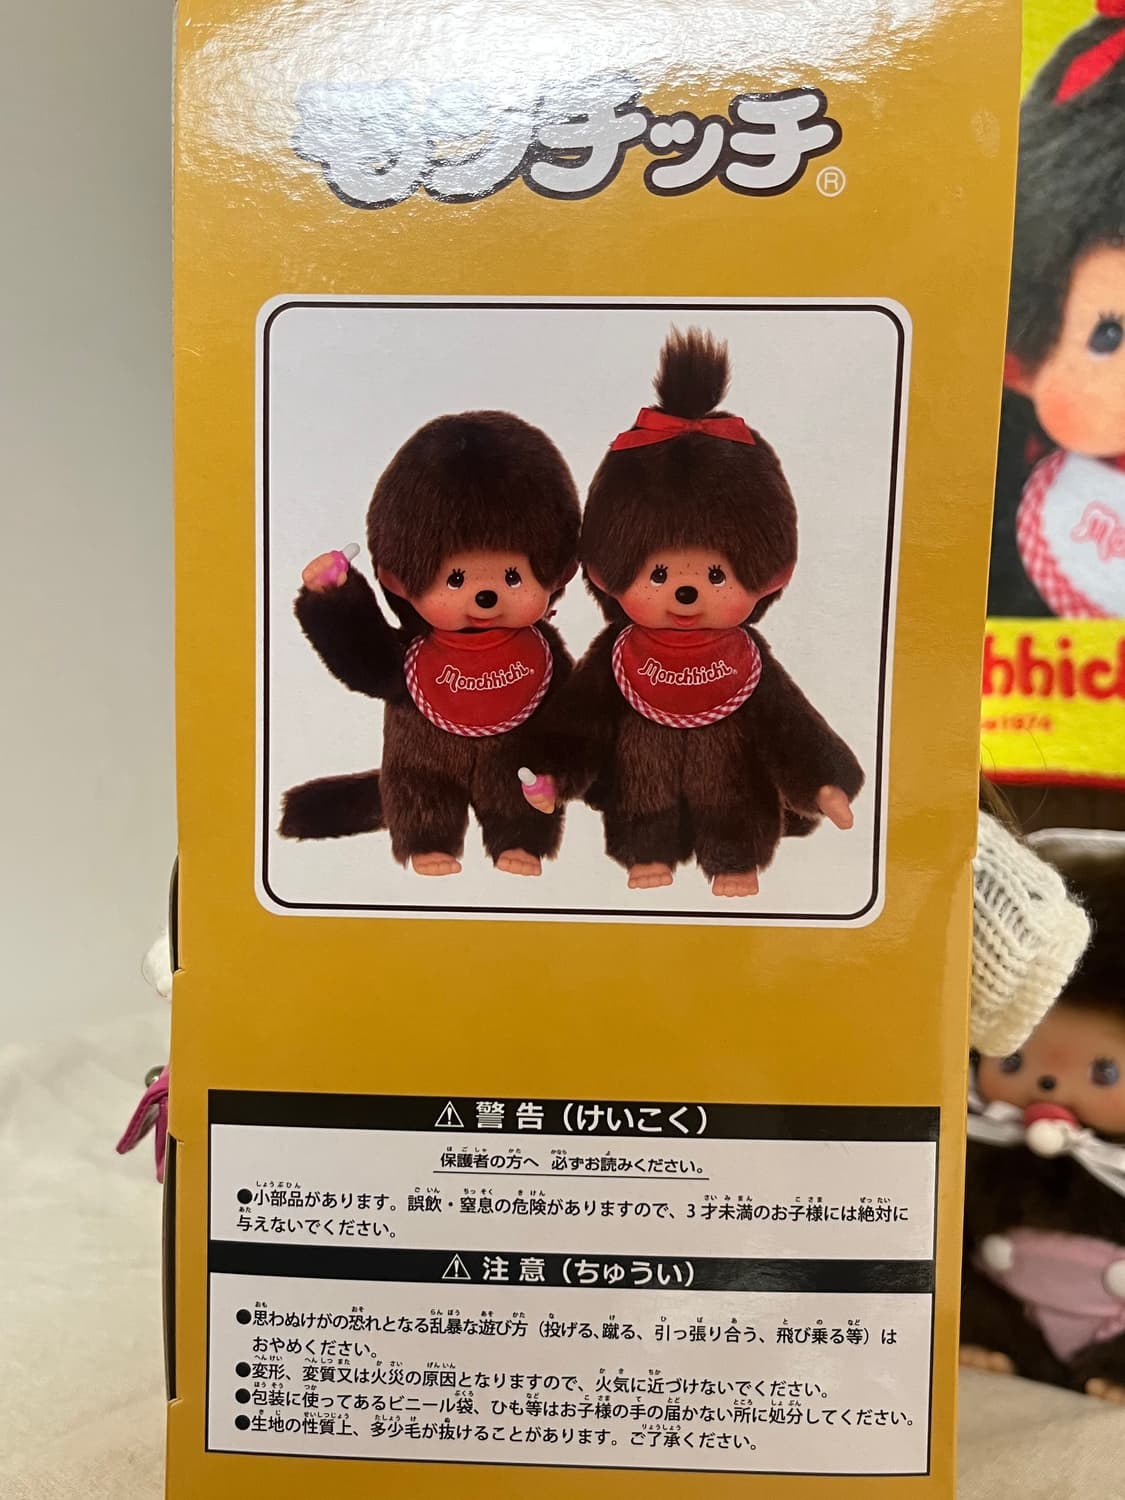 モンチッチ®
Monchhichi®
Monchhichi®
⚠警告(けいこく)
保護者の方へ 必ずお読みください。
●小部品があります。誤飲・窒息の危険がありますので、3才未満のお子様には絶対に
与えないでください。
⚠注意(ちゅうい)
●思わぬけがの恐れとなる乱暴な遊び方(投げる、蹴る、引っ張り合う、飛び乗る等)は
おやめください。
●変形、変質又は火災の原因となりますので、火気に近づけないでください。
●包装に使ってあるビニール袋、ひも等はお子様の手の届かない所に処分してください。
●生地の性質上、多少毛が抜けることがあります。ご了承ください。